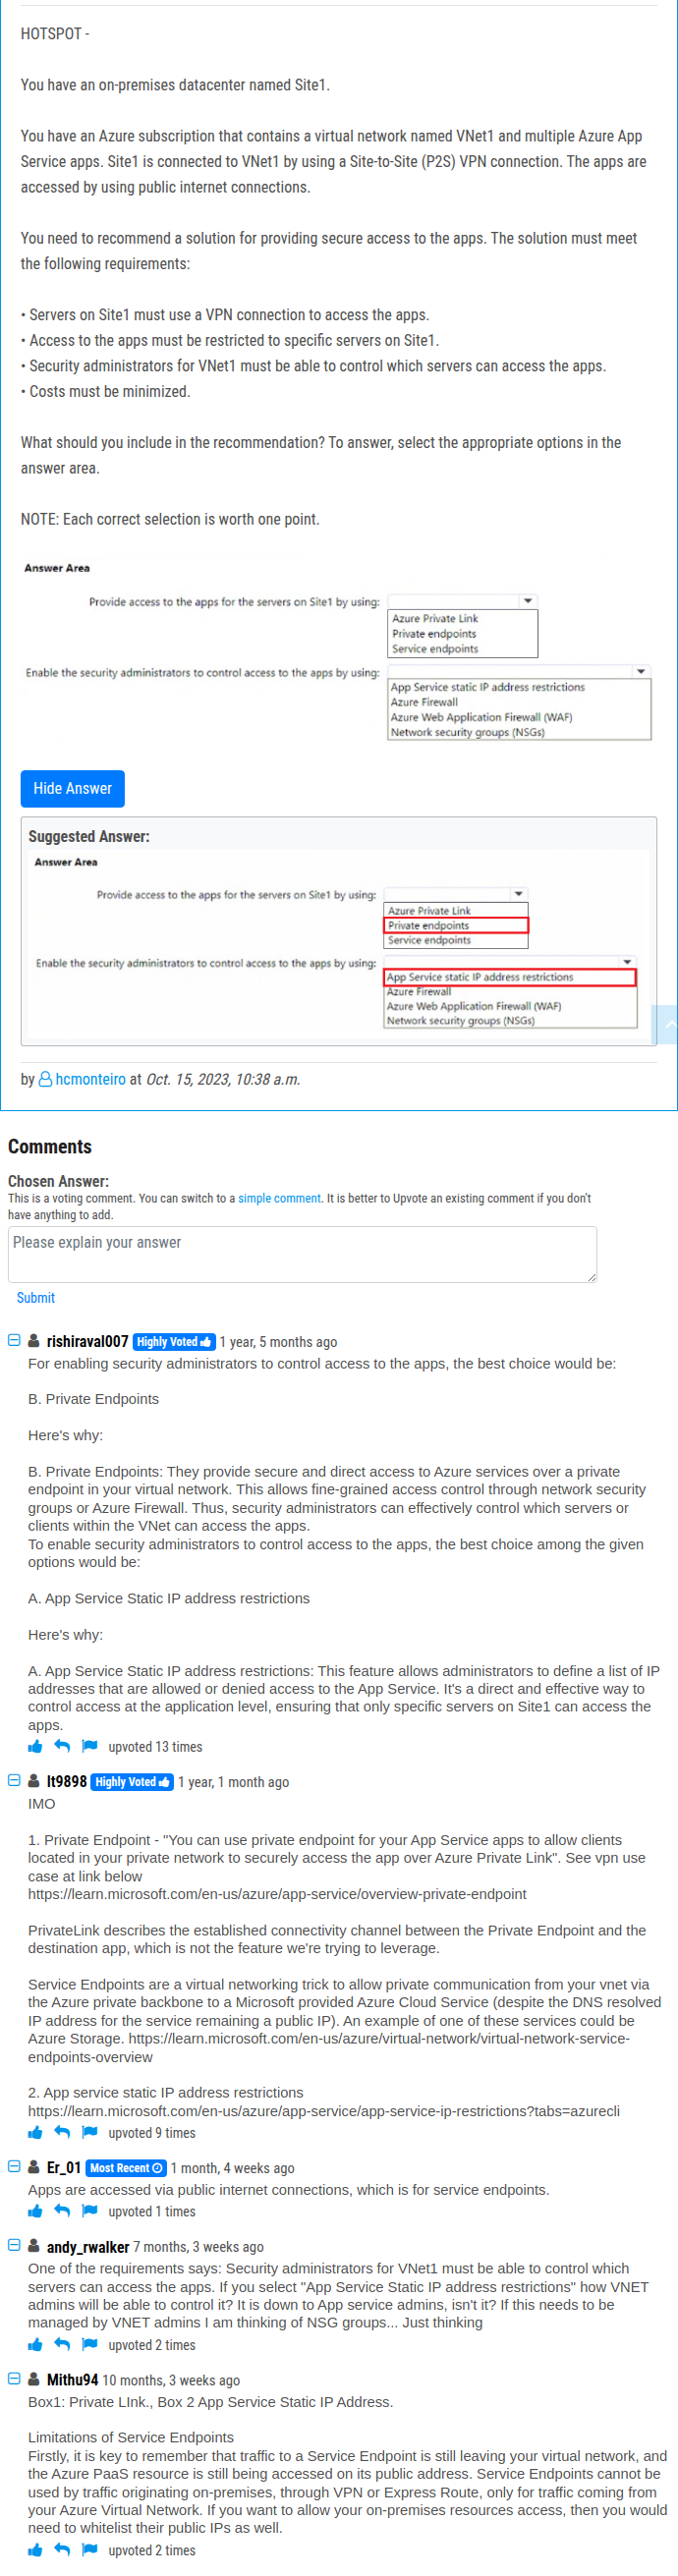 HOTSPOT -
You have an on-premises datacenter named Site1.
You have an Azure subscription that contains a virtual network named VNet1 and multiple Azure App
Service apps. Site1 is connected to VNet1 by using a Site-to-Site (P2S) VPN connection. The apps are
accessed by using public internet connections.
You need to recommend a solution for providing secure access to the apps. The solution must meet
the following requirements:
• Servers on Site1 must use a VPN connection to access the apps.
• Access to the apps must be restricted to specific servers on Site1.
• Security administrators for VNet1 must be able to control which servers can access the apps.
• Costs must be minimized.
What should you include in the recommendation? To answer, select the appropriate options in the
answer area.
NOTE: Each correct selection is worth one point.
Answer Area
Provide access to the apps for the servers on Site1 by using:
Azure Private Link
Private endpoints
Service endpoints
Enable the security administrators to control access to the apps by using:
App Service static IP address restrictions
Azure Firewall
Azure Web Application Firewall (WAF)
Network security groups (NSGs)
Hide Answer
Suggested Answer:
Answer Area
Provide access to the apps for the servers on Site1 by using:
Azure Private Link
Private endpoints
Service endpoints
Enable the security administrators to control access to the apps by using:
App Service static IP address restrictions
Azure Firewall
Azure Web Application Firewall (WAF)
Network security groups (NSGs)
by hcmonteiro at Oct. 15, 2023, 10:38 a.m.
Comments
Chosen Answer:
This is a voting comment. You can switch to a simple comment. It is better to Upvote an existing comment if you don't
have anything to add.
Please explain your answer
Submit
rishiraval007 Highly Voted 1 year, 5 months ago
For enabling security administrators to control access to the apps, the best choice would be:
B. Private Endpoints
Here's why:
B. Private Endpoints: They provide secure and direct access to Azure services over a private
endpoint in your virtual network. This allows fine-grained access control through network security
groups or Azure Firewall. Thus, security administrators can effectively control which servers or
clients within the VNet can access the apps.
To enable security administrators to control access to the apps, the best choice among the given
options would be:
A. App Service Static IP address restrictions
Here's why:
A. App Service Static IP address restrictions: This feature allows administrators to define a list of IP
addresses that are allowed or denied access to the App Service. It's a direct and effective way to
control access at the application level, ensuring that only specific servers on Site1 can access the
apps.
upvoted 13 times
lt9898 Highly Voted 1 year, 1 month ago
IMO
1. Private Endpoint - "You can use private endpoint for your App Service apps to allow clients
located in your private network to securely access the app over Azure Private Link". See vpn use
case at link below
https://learn.microsoft.com/en-us/azure/app-service/overview-private-endpoint
PrivateLink describes the established connectivity channel between the Private Endpoint and the
destination app, which is not the feature we're trying to leverage.
Service Endpoints are a virtual networking trick to allow private communication from your vnet via
the Azure private backbone to a Microsoft provided Azure Cloud Service (despite the DNS resolved
IP address for the service remaining a public IP). An example of one of these services could be
Azure Storage. https://learn.microsoft.com/en-us/azure/virtual-network/virtual-network-service-
endpoints-overview
2. App service static IP address restrictions
https://learn.microsoft.com/en-us/azure/app-service/app-service-ip-restrictions?tabs=azurecli
upvoted 9 times
Er_01 Most Recent 1 month, 4 weeks ago
Apps are accessed via public internet connections, which is for service endpoints.
upvoted 1 times
andy_rwalker 7 months, 3 weeks ago
One of the requirements says: Security administrators for VNet1 must be able to control which
servers can access the apps. If you select "App Service Static IP address restrictions" how VNET
admins will be able to control it? It is down to App service admins, isn't it? If this needs to be
managed by VNET admins I am thinking of NSG groups... Just thinking
upvoted 2 times
Mithu94 10 months, 3 weeks ago
Box1: Private LInk., Box 2 App Service Static IP Address.
Limitations of Service Endpoints
Firstly, it is key to remember that traffic to a Service Endpoint is still leaving your virtual network, and
the Azure PaaS resource is still being accessed on its public address. Service Endpoints cannot be
used by traffic originating on-premises, through VPN or Express Route, only for traffic coming from
your Azure Virtual Network. If you want to allow your on-premises resources access, then you would
need to whitelist their public IPs as well.
upvoted 2 times